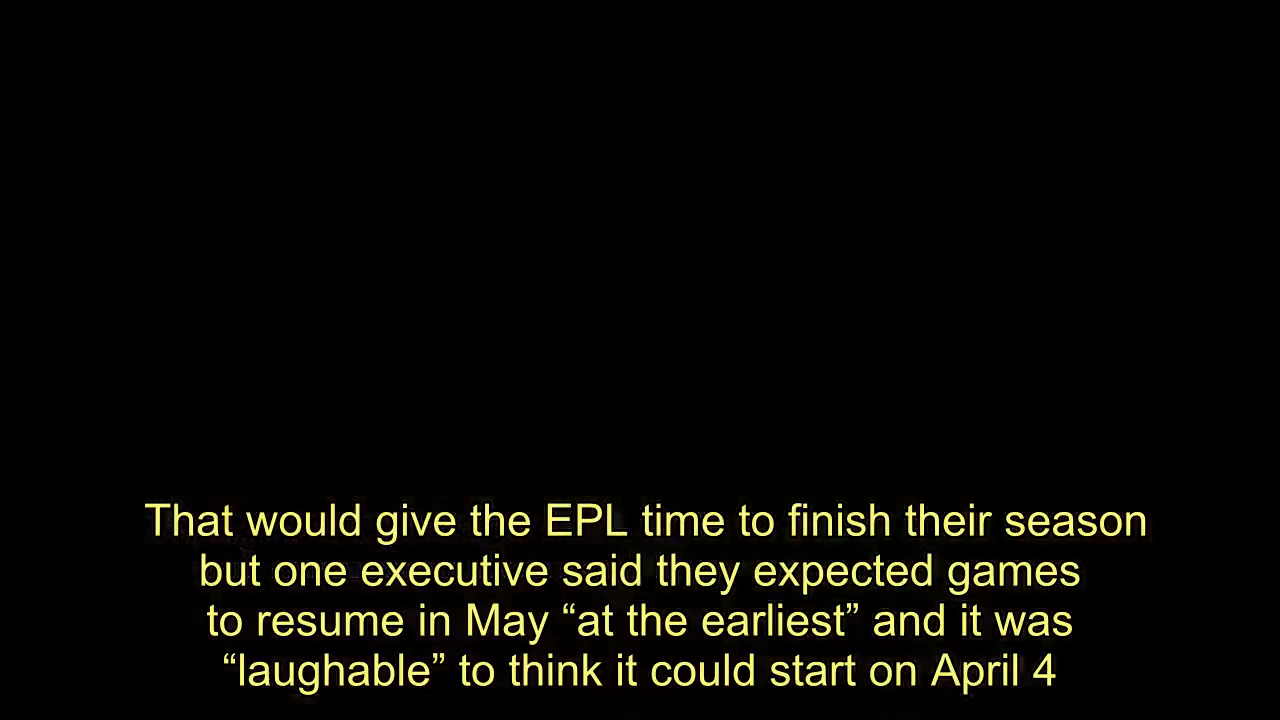 That would give the EPL time to finish their season
but one executive said they expected games
to resume in May “at the earliest” and it was
“laughable” to think it could start on April 4